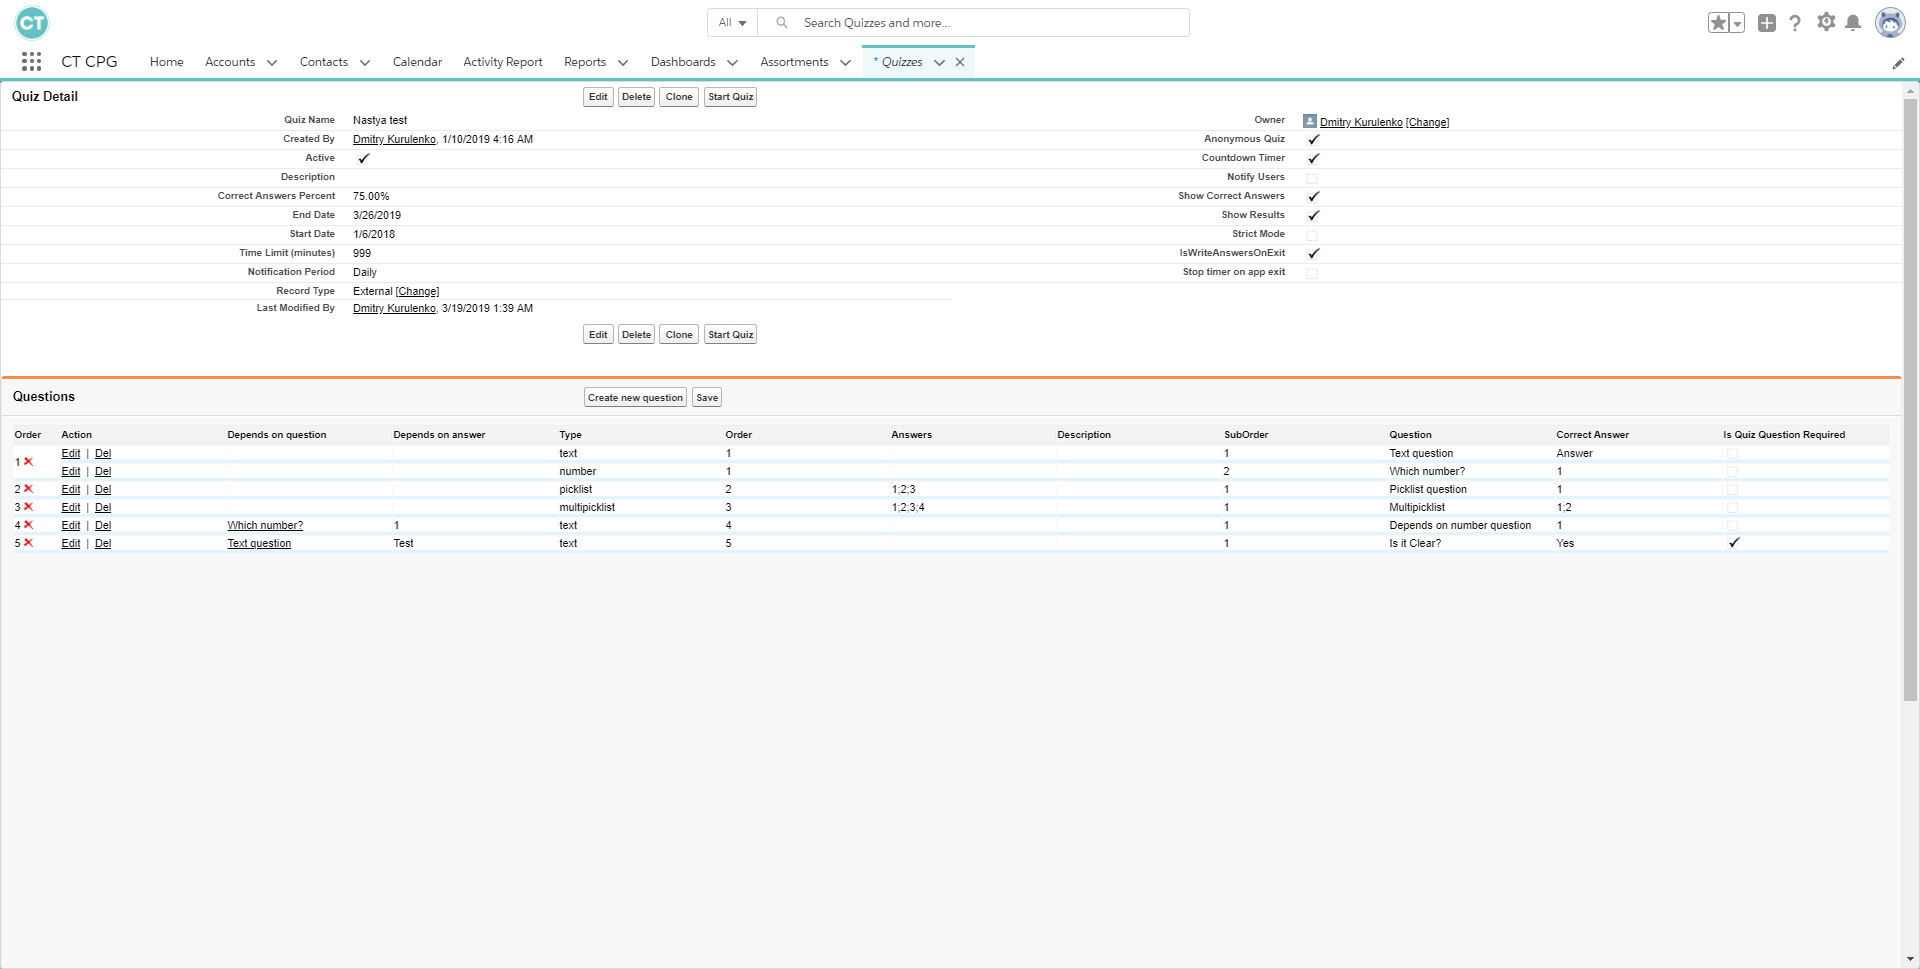 CT
All
Search Quizzes and more...
CT CPG
Home
Accounts
Contacts
Calendar
Activity Report
Reports
Dashboards
Assortments
* Quizzes
Quiz Detail
Edit
Delete
Clone
Start Quiz
Quiz Name Nastya test
Owner Dmitry Kurulenko [Change]
Created By Dmitry Kurulenko, 1/10/2019 4:16 AM
Anonymous Quiz
Active
Countdown Timer
Description
Notify Users
Correct Answers Percent 75.00%
Show Correct Answers
End Date 3/26/2019
Show Results
Start Date 1/6/2018
Strict Mode
Time Limit (minutes) 999
IsWriteAnswersOnExit
Notification Period Daily
Stop timer on app exit
Record Type External [Change]
Last Modified By Dmitry Kurulenko, 3/19/2019 1:39 AM
Edit
Delete
Clone
Start Quiz
Questions
Create new question
Save
Order Action Depends on question Depends on answer Type Order Answers Description SubOrder Question Correct Answer Is Quiz Question Required
1 Edit | Del text 1 1 Text question Answer
Edit | Del number 1 2 Which number? 1
2 Edit | Del picklist 2 1;2;3 1 Picklist question 1
3 Edit | Del multipicklist 3 1;2;3;4 1 Multipicklist 1;2
4 Edit | Del Which number? 1 text 4 1 Depends on number question 1
5 Edit | Del Text question Test text 5 1 Is it Clear? Yes